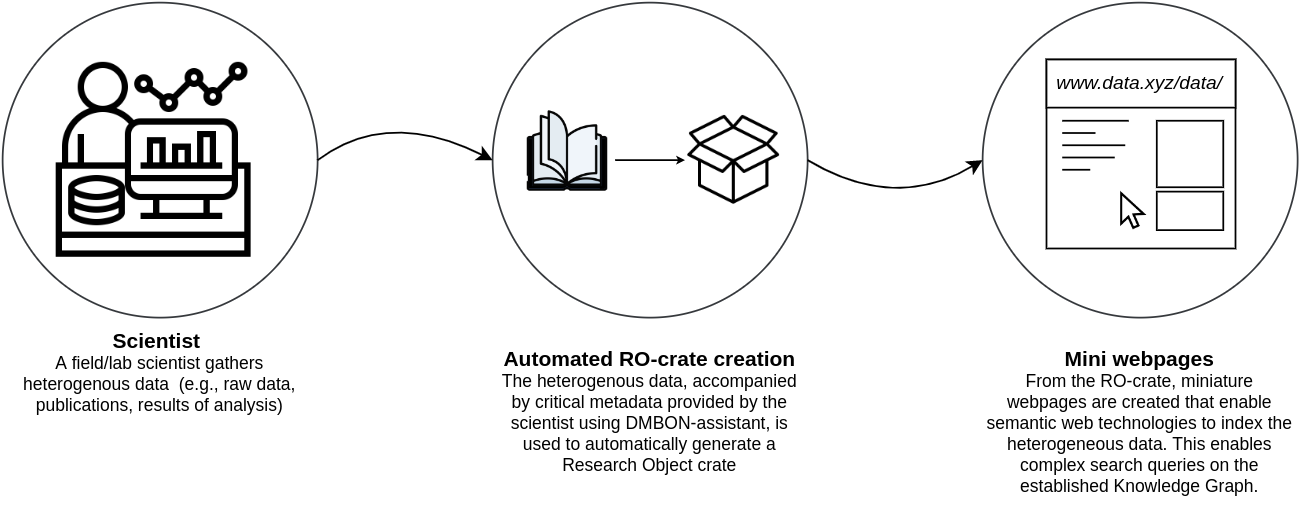 www.data.xyz/data/
Scientist
A field/lab scientist gathers
heterogenous data  (e.g., raw data,
publications, results of analysis)
Automated RO-crate creation
The heterogenous data, accompanied
by critical metadata provided by the
scientist using DMBON-assistant, is
used to automatically generate a
Research Object crate
Mini webpages
From the RO-crate, miniature
webpages are created that enable
semantic web technologies to index the
heterogeneous data. This enables
complex search queries on the
established Knowledge Graph.